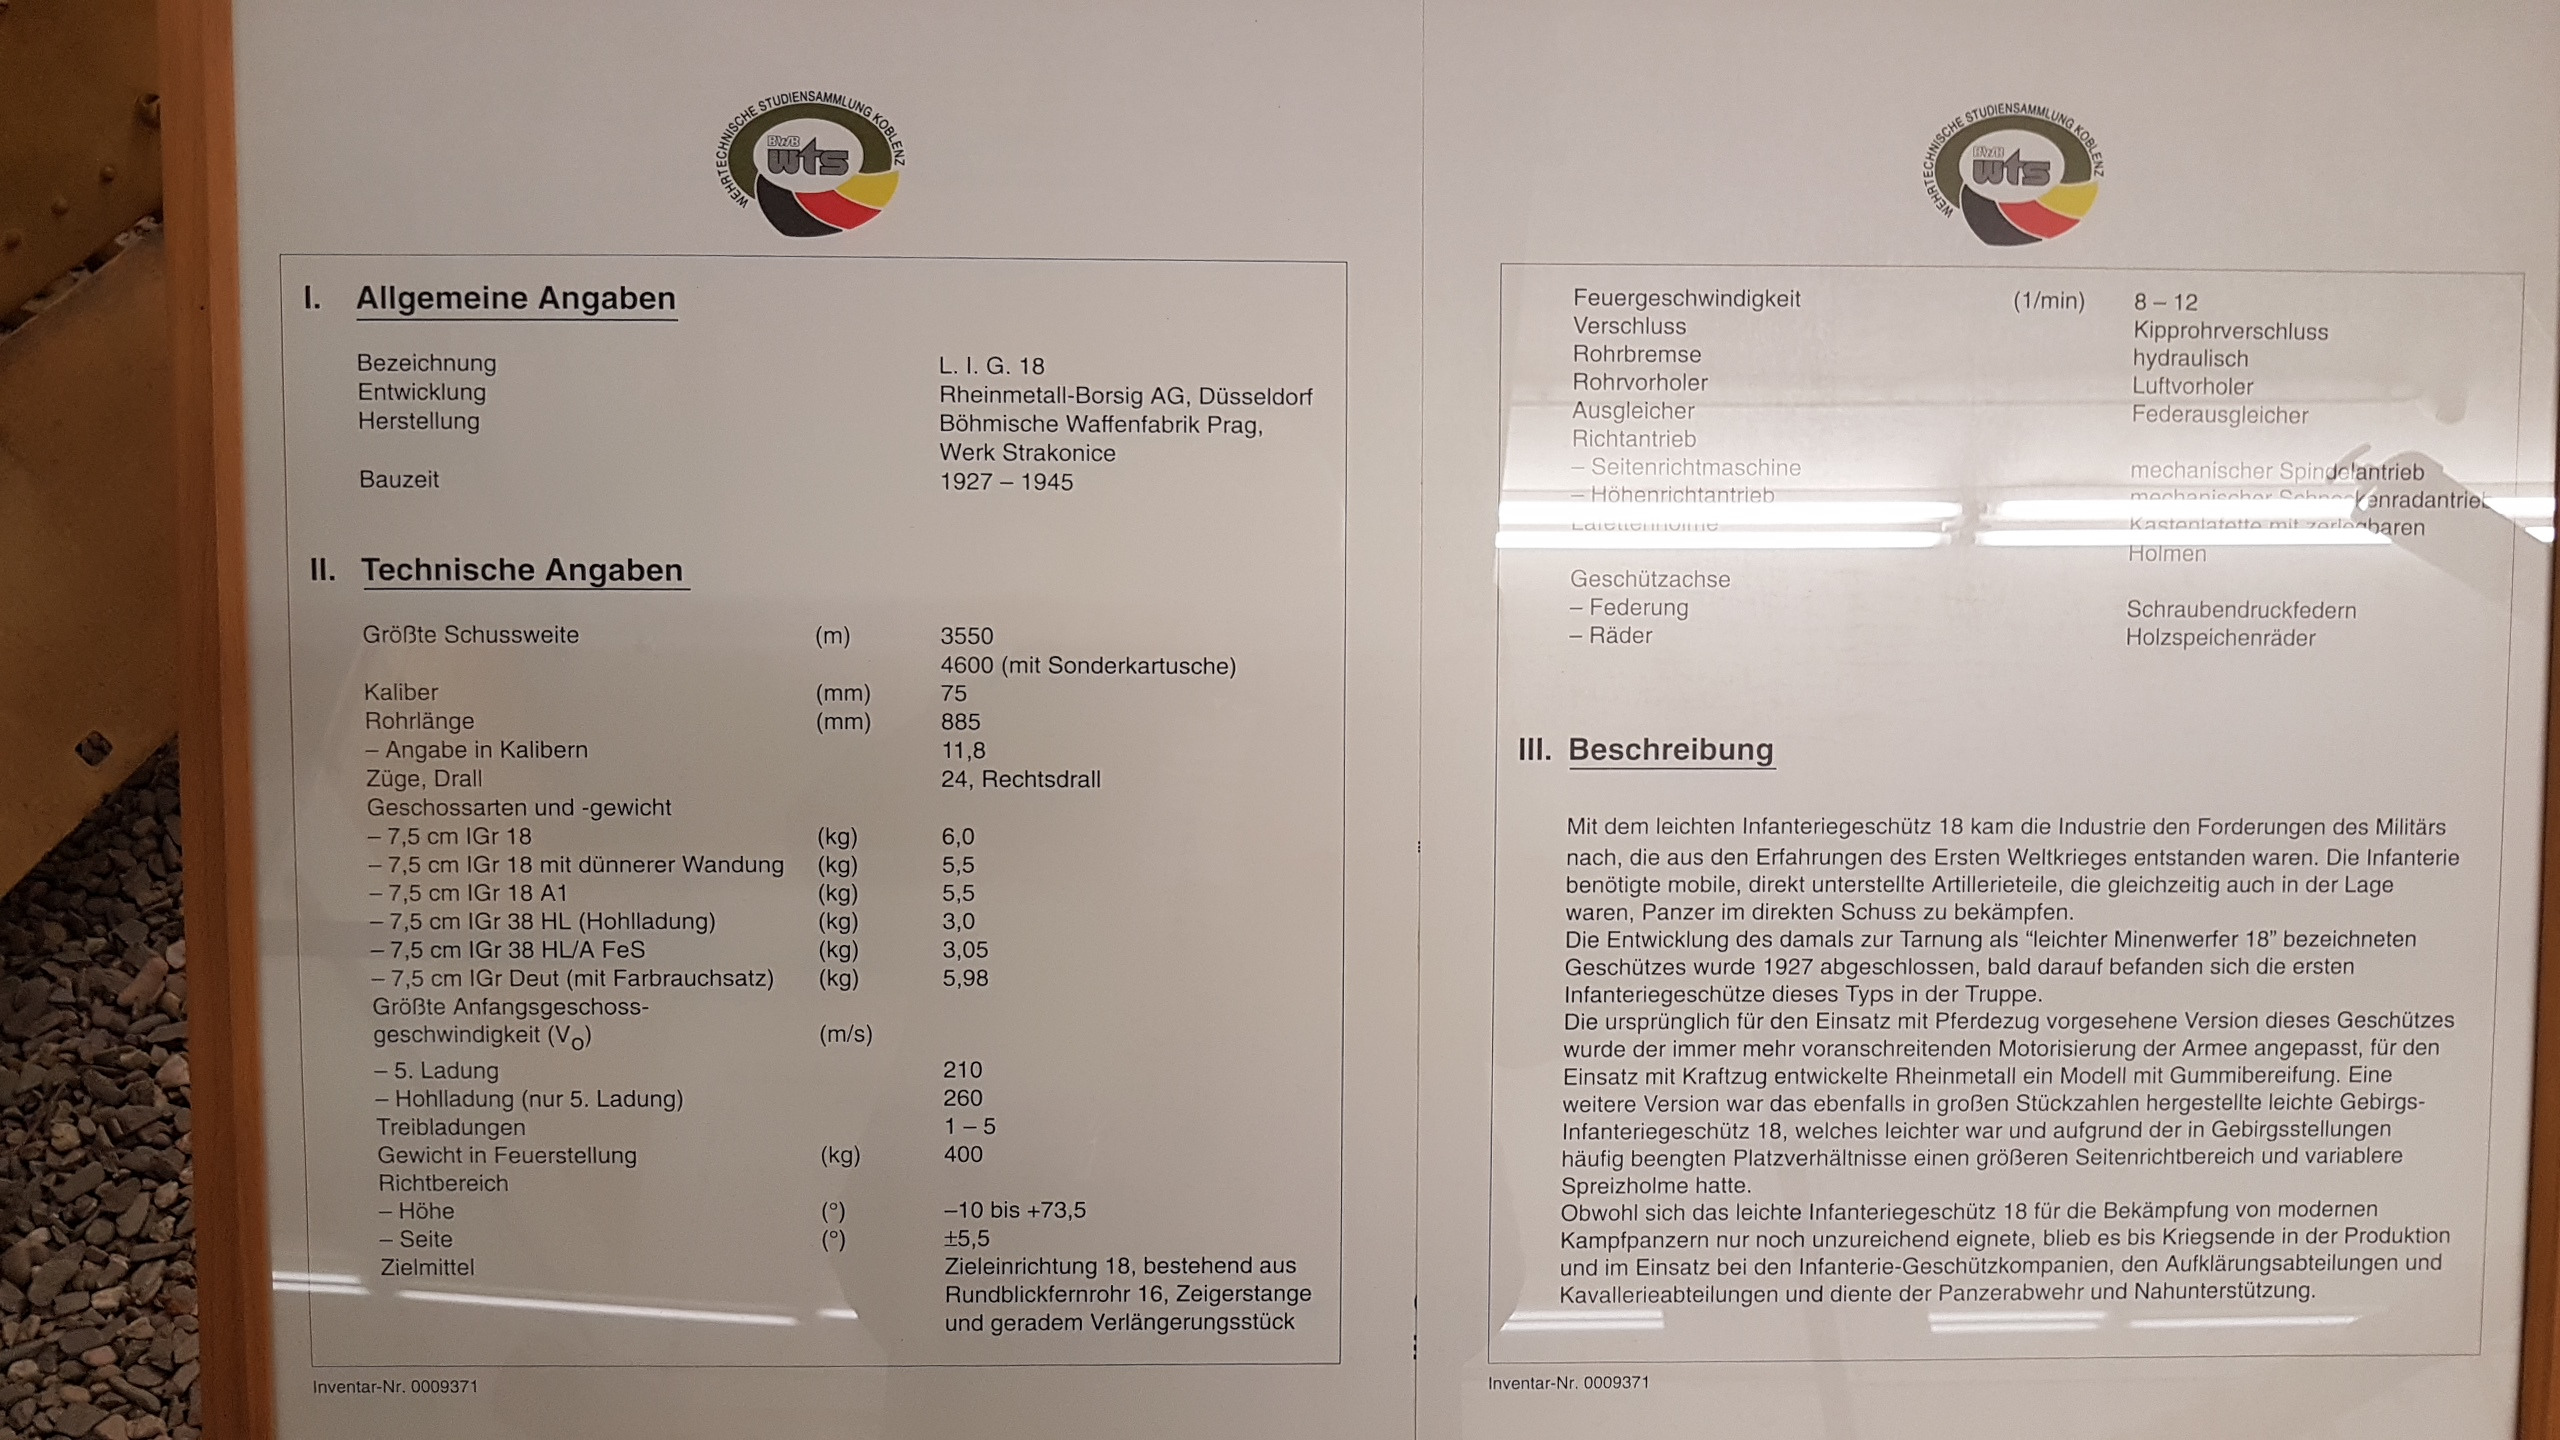 WEHRTECHNISCHE STUDIENSAMMLUNG KOBLENZ
BWB
wts
I. Allgemeine Angaben
Bezeichnung L. I. G. 18
Entwicklung Rheinmetall-Borsig AG, Düsseldorf
Herstellung Böhmische Waffenfabrik Prag,
Werk Strakonice
Bauzeit 1927 – 1945
II. Technische Angaben
Größte Schussweite (m) 3550
4600 (mit Sonderkartusche)
Kaliber (mm) 75
Rohrlänge (mm) 885
– Angabe in Kalibern 11,8
Züge, Drall 24, Rechtsdrall
Geschossarten und -gewicht
– 7,5 cm IGr 18 (kg) 6,0
– 7,5 cm IGr 18 mit dünnerer Wandung (kg) 5,5
– 7,5 cm IGr 18 A1 (kg) 5,5
– 7,5 cm IGr 38 HL (Hohlladung) (kg) 3,0
– 7,5 cm IGr 38 HL/A FeS (kg) 3,05
– 7,5 cm IGr Deut (mit Farbrauchsatz) (kg) 5,98
Größte Anfangsgeschoss-
geschwindigkeit (Vo) (m/s)
– 5. Ladung 210
– Hohlladung (nur 5. Ladung) 260
Treibladungen 1 – 5
Gewicht in Feuerstellung (kg) 400
Richtbereich
– Höhe (°) –10 bis +73,5
– Seite (°) ±5,5
Zielmittel Zieleinrichtung 18, bestehend aus
Rundblickfernrohr 16, Zeigerstange
und geradem Verlängerungsstück
Inventar-Nr. 0009371
WEHRTECHNISCHE STUDIENSAMMLUNG KOBLENZ
BWB
wts
Feuergeschwindigkeit (1/min) 8 – 12
Verschluss Kipprohrverschluss
Rohrbremse hydraulisch
Rohrvorholer Luftvorholer
Ausgleicher Federausgleicher
Richtantrieb
– Seitenrichtmaschine mechanischer Spindelantrieb
– Höhenrichtantrieb mechanischer Schneckenradantrieb
Lafettenholme Kastenlafette mit zerlegbaren
Holmen
Geschützachse
– Federung Schraubendruckfedern
– Räder Holzspeichenräder
III. Beschreibung
Mit dem leichten Infanteriegeschütz 18 kam die Industrie den Forderungen des Militärs
nach, die aus den Erfahrungen des Ersten Weltkrieges entstanden waren. Die Infanterie
benötigte mobile, direkt unterstellte Artillerieteile, die gleichzeitig auch in der Lage
waren, Panzer im direkten Schuss zu bekämpfen.
Die Entwicklung des damals zur Tarnung als “leichter Minenwerfer 18” bezeichneten
Geschützes wurde 1927 abgeschlossen, bald darauf befanden sich die ersten
Infanteriegeschütze dieses Typs in der Truppe.
Die ursprünglich für den Einsatz mit Pferdezug vorgesehene Version dieses Geschützes
wurde der immer mehr voranschreitenden Motorisierung der Armee angepasst, für den
Einsatz mit Kraftzug entwickelte Rheinmetall ein Modell mit Gummibereifung. Eine
weitere Version war das ebenfalls in großen Stückzahlen hergestellte leichte Gebirgs-
Infanteriegeschütz 18, welches leichter war und aufgrund der in Gebirgsstellungen
häufig beengten Platzverhältnisse einen größeren Seitenrichtbereich und variablere
Spreizholme hatte.
Obwohl sich das leichte Infanteriegeschütz 18 für die Bekämpfung von modernen
Kampfpanzern nur noch unzureichend eignete, blieb es bis Kriegsende in der Produktion
und im Einsatz bei den Infanterie-Geschützkompanien, den Aufklärungsabteilungen und
Kavallerieabteilungen und diente der Panzerabwehr und Nahunterstützung.
Inventar-Nr. 0009371